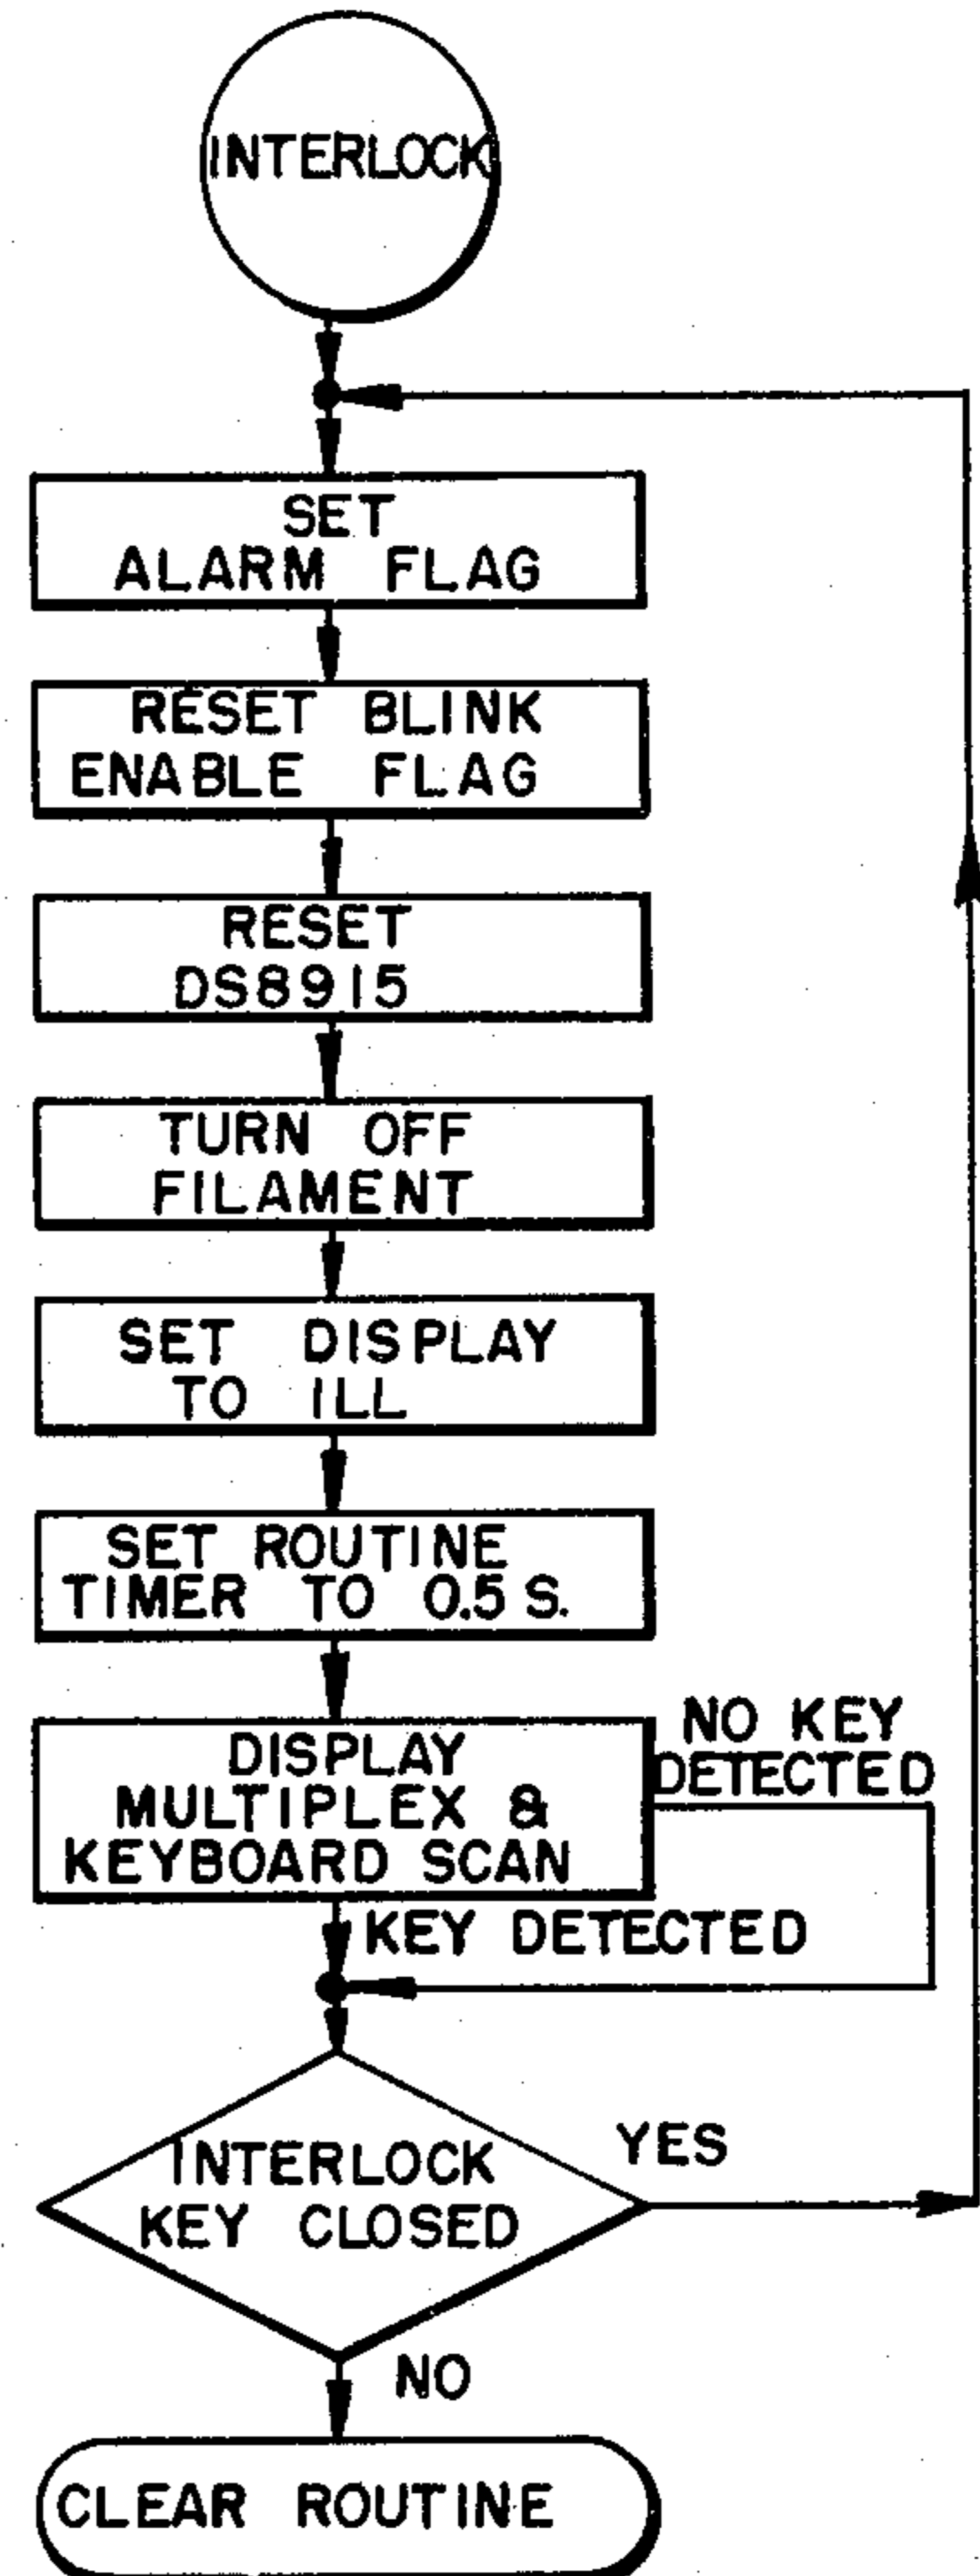 INTERLOCK
SET
ALARM FLAG
RESET BLINK
ENABLE FLAG
RESET
DS8915
TURN OFF
FILAMENT
SET DISPLAY
TO ILL
SET ROUTINE
TIMER TO 0.5 S.
DISPLAY
MULTIPLEX &
KEYBOARD SCAN
NO KEY
DETECTED
KEY DETECTED
INTERLOCK
KEY CLOSED
YES
NO
CLEAR ROUTINE